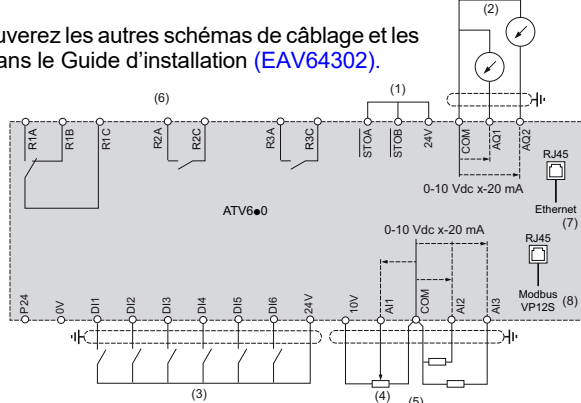 (2)
uverez les autres schémas de câblage et les
ans le Guide d'installation (EAV64302).
(6)
(1)
R1A
R1B
R1C
R2A
R2C
R3A
R3C
STOA
STOB
24V
COM
AQ1
AQ2
RJ45
0-10 Vdc x-20 mA
Ethernet
(7)
ATV6●0
0-10 Vdc x-20 mA
RJ45
Modbus
VP12S
(8)
P24
0V
DI1
DI2
DI3
DI4
DI5
DI6
24V
10V
AI1
COM
AI2
AI3
(3)
(4)
(5)